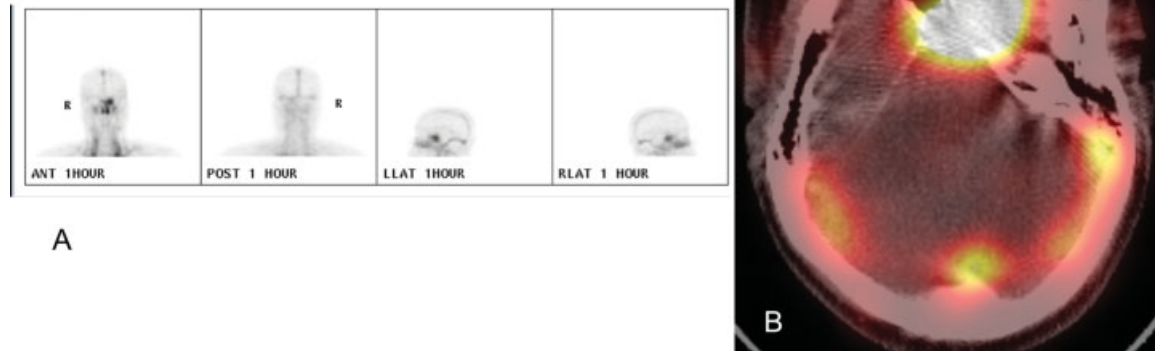 R
R
ANT 1HOUR
POST 1 HOUR
LLAT 1HOUR
RLAT 1 HOUR
A
B